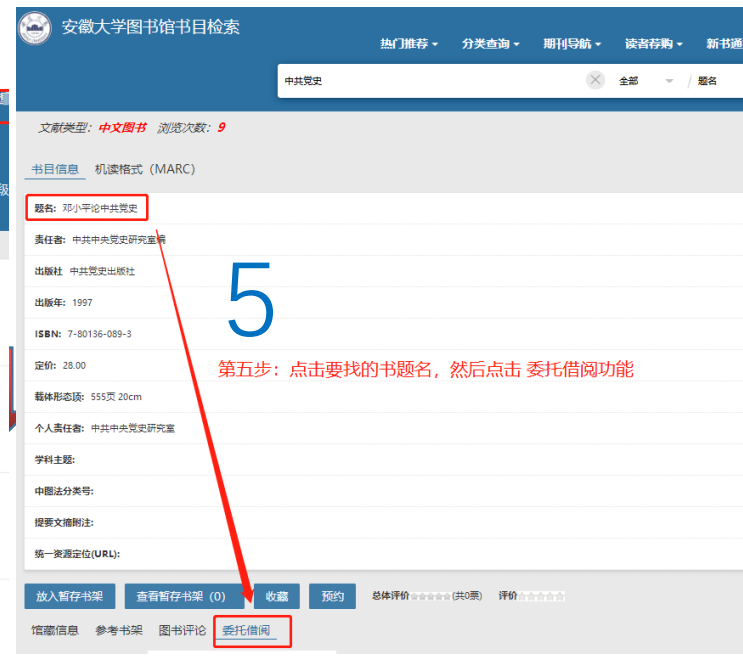 安徽大学图书馆书目检索
热门推荐 分类查询 期刊导航 读者荐购 新书通
中共党史 全部 / 题名
文献类型：中文图书 浏览次数：9
段
书目信息 机读格式（MARC）
题名: 邓小平论中共党史
责任者: 中共中央党史研究室编
出版社 中共党史出版社
出版年: 1997
5
ISBN: 7-80136-089-3
定价: 28.00
第五步：点击要找的书题名，然后点击 委托借阅功能
载体形态项: 555页 20cm
个人责任者: 中共中央党史研究室
学科主题:
中图法分类号:
提要文摘附注:
统一资源定位(URL):
放入暂存书架 查看暂存书架（0） 收藏 预约 总体评价(共0票) 评价
馆藏信息 参考书架 图书评论 委托借阅